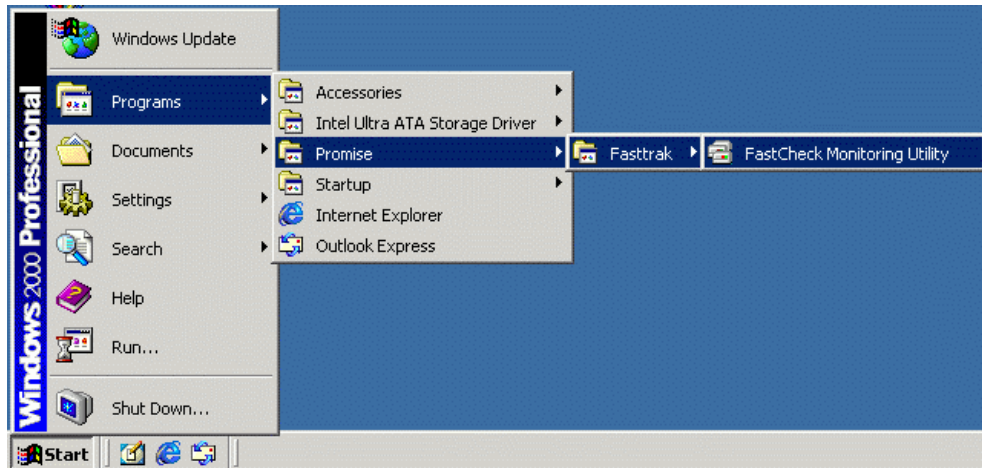 Windows Update
Programs
Documents
Settings
Search
Help
Run...
Shut Down...
Windows 2000 Professional
Accessories
Intel Ultra ATA Storage Driver
Promise
Startup
Internet Explorer
Outlook Express
Fasttrak
FastCheck Monitoring Utility
Start